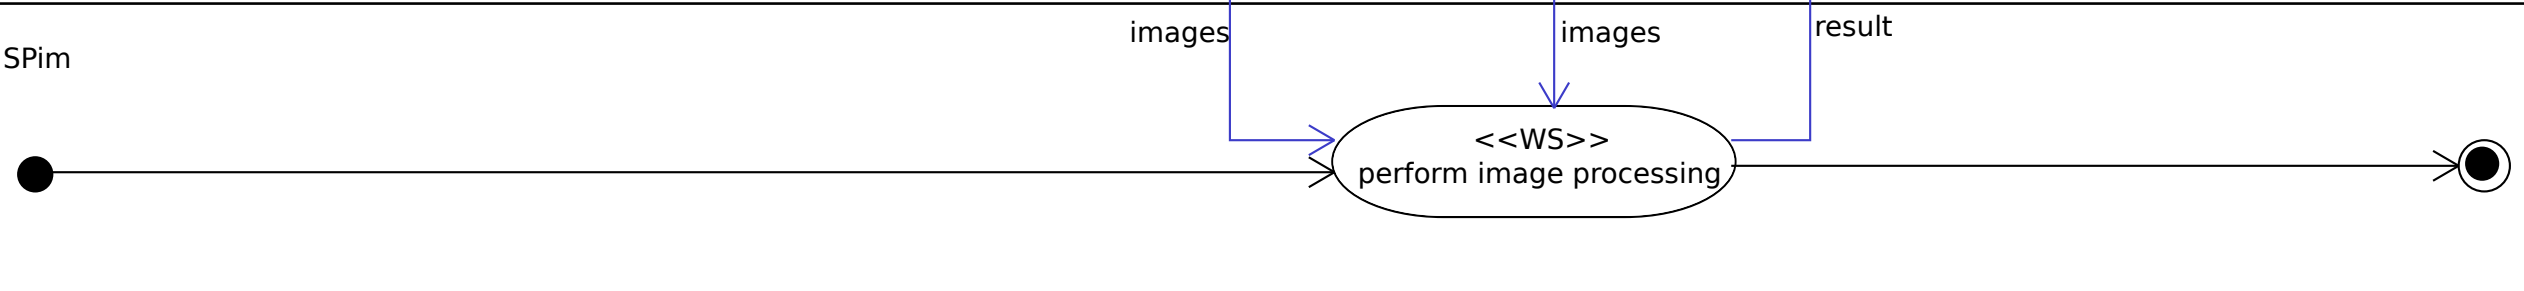 images
images
result
SPim
<<WS>>
perform image processing